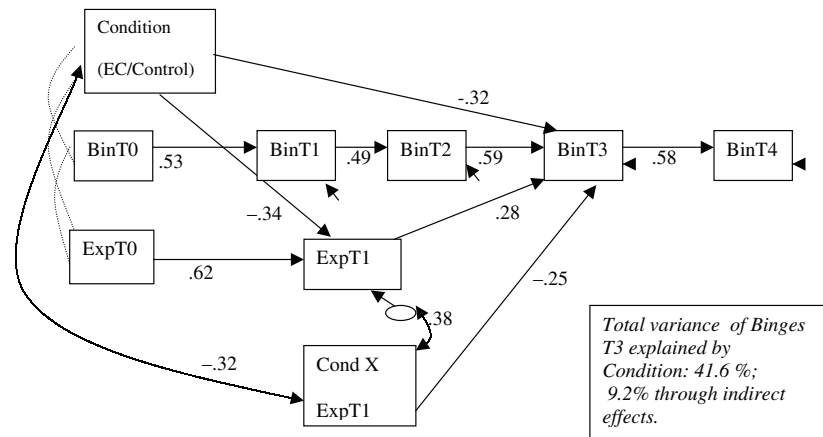 Condition
(EC/Control)
-.32
BinT0
BinT1
BinT2
BinT3
BinT4
.53
.49
.59
.58
–.34
.28
ExpT0
ExpT1
.62
–.25
.38
–.32
Cond X
ExpT1
Total variance of Binges
T3 explained by
Condition: 41.6 %;
9.2% through indirect
effects.